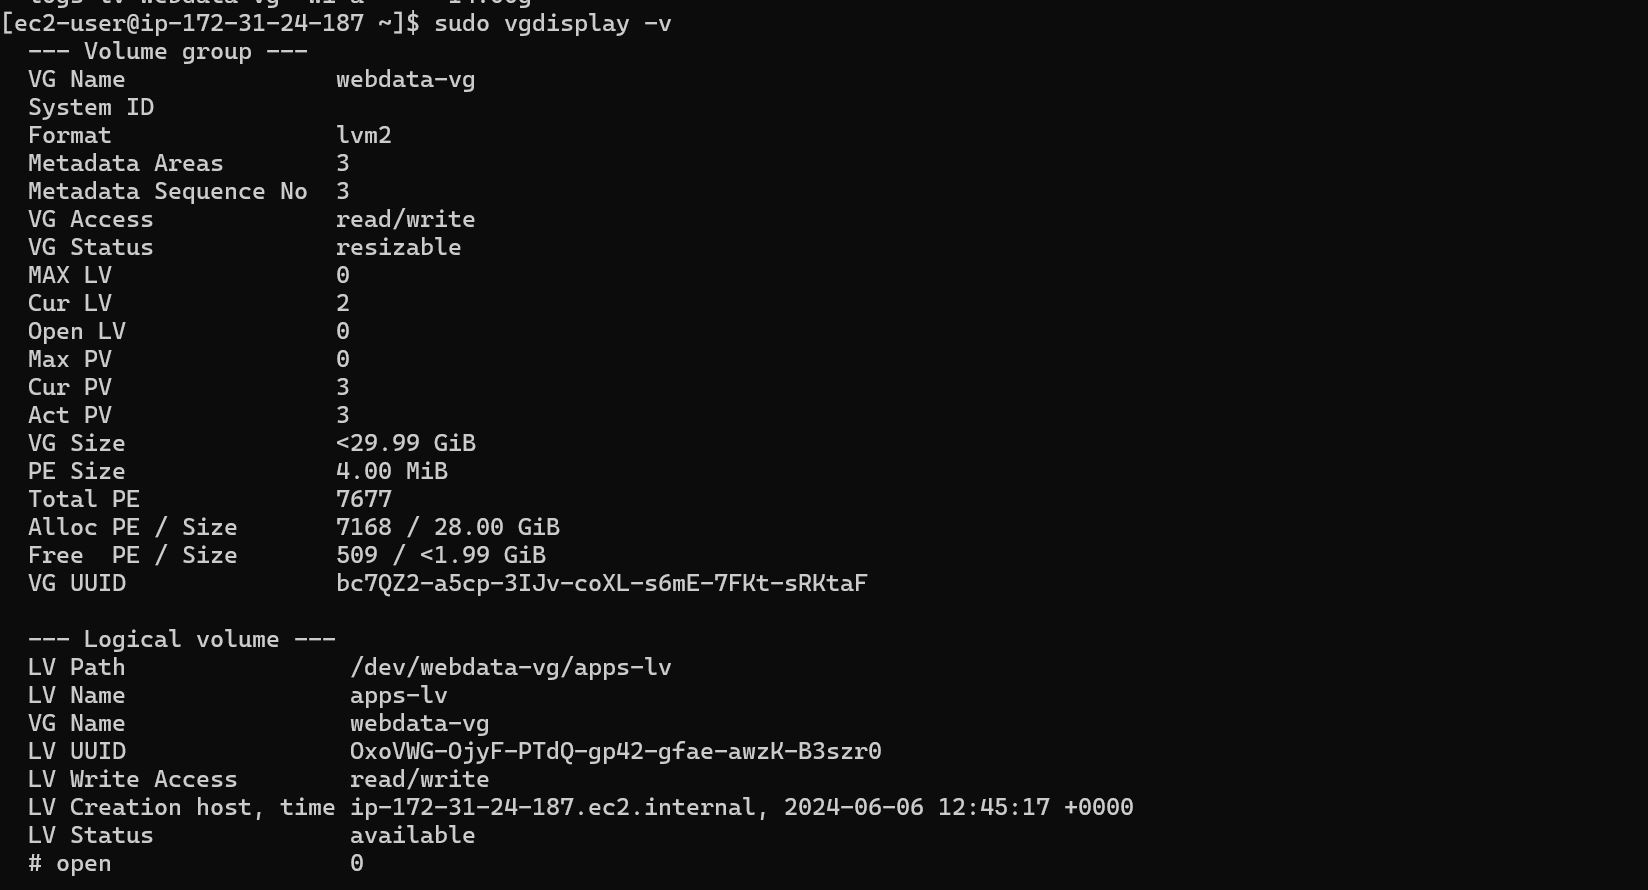 [ec2-user@ip-172-31-24-187 ~]$ sudo vgdisplay -v
--- Volume group ---
VG Name webdata-vg
System ID
Format lvm2
Metadata Areas 3
Metadata Sequence No 3
VG Access read/write
VG Status resizable
MAX LV 0
Cur LV 2
Open LV 0
Max PV 0
Cur PV 3
Act PV 3
VG Size <29.99 GiB
PE Size 4.00 MiB
Total PE 7677
Alloc PE / Size 7168 / 28.00 GiB
Free  PE / Size 509 / <1.99 GiB
VG UUID bc7QZ2-a5cp-3IJv-coXL-s6mE-7FKt-sRKtaF
--- Logical volume ---
LV Path /dev/webdata-vg/apps-lv
LV Name apps-lv
VG Name webdata-vg
LV UUID OxoVWG-OjyF-PTdQ-gp42-gfae-awzK-B3szr0
LV Write Access read/write
LV Creation host, time ip-172-31-24-187.ec2.internal, 2024-06-06 12:45:17 +0000
LV Status available
# open 0